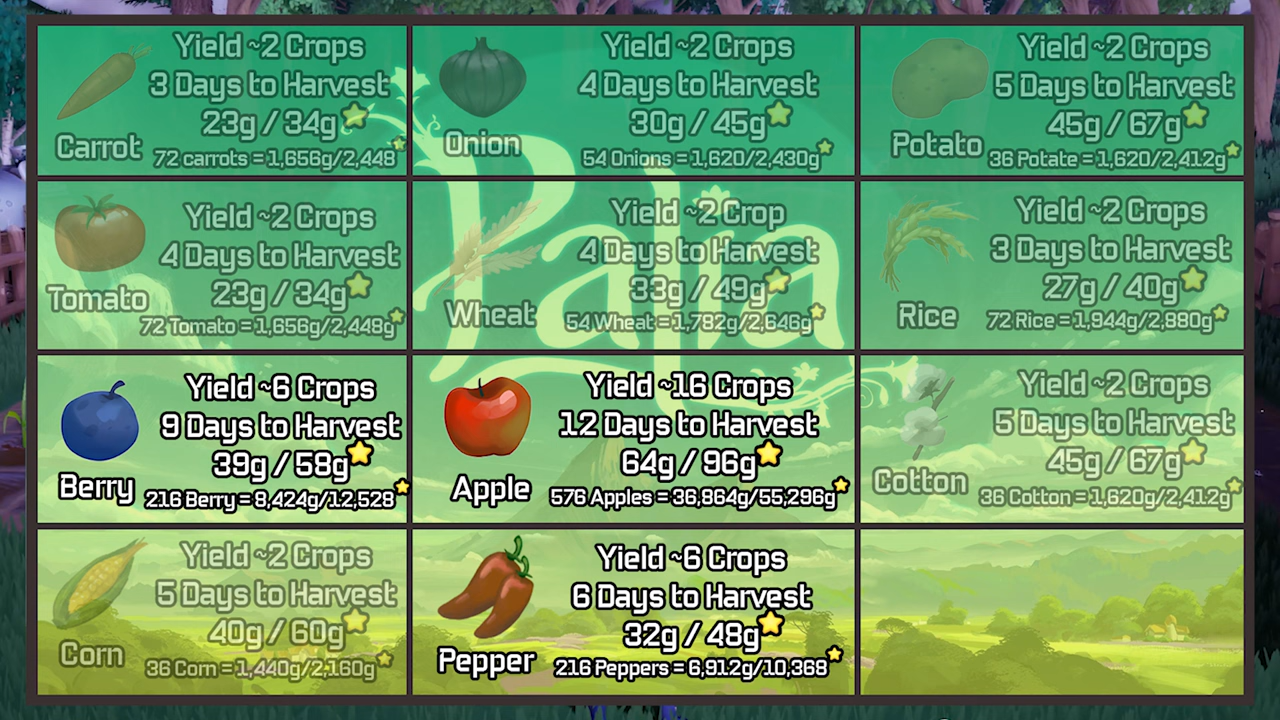 Yield ~2 Crops
3 Days to Harvest
23g / 34g
Carrot
72 carrots = 1,656g/2,448
Yield ~2 Crops
4 Days to Harvest
30g / 45g
Onion
54 Onions = 1,620/2,430g
Yield ~2 Crops
5 Days to Harvest
45g / 67g
Potato
36 Potate = 1,620/2,412g
Yield ~2 Crops
4 Days to Harvest
23g / 34g
Tomato
72 Tomato = 1,656g/2,448g
Palia
Yield ~2 Crop
4 Days to Harvest
33g / 49g
Wheat
54 Wheat = 1,782g/2,646g
Yield ~2 Crops
3 Days to Harvest
27g / 40g
Rice
72 Rice = 1,944g/2,880g
Yield ~6 Crops
9 Days to Harvest
39g / 58g
Berry
216 Berry = 8,424g/12,528
Yield ~16 Crops
12 Days to Harvest
64g / 96g
Apple
576 Apples = 36,864g/55,296g
Yield ~2 Crops
5 Days to Harvest
45g / 67g
Cotton
36 Cotton = 1,620g/2,412g
Yield ~2 Crops
5 Days to Harvest
40g / 60g
Corn
36 Corn = 1,440g/2,160g
Yield ~6 Crops
6 Days to Harvest
32g / 48g
Pepper
216 Peppers = 6,912g/10,368